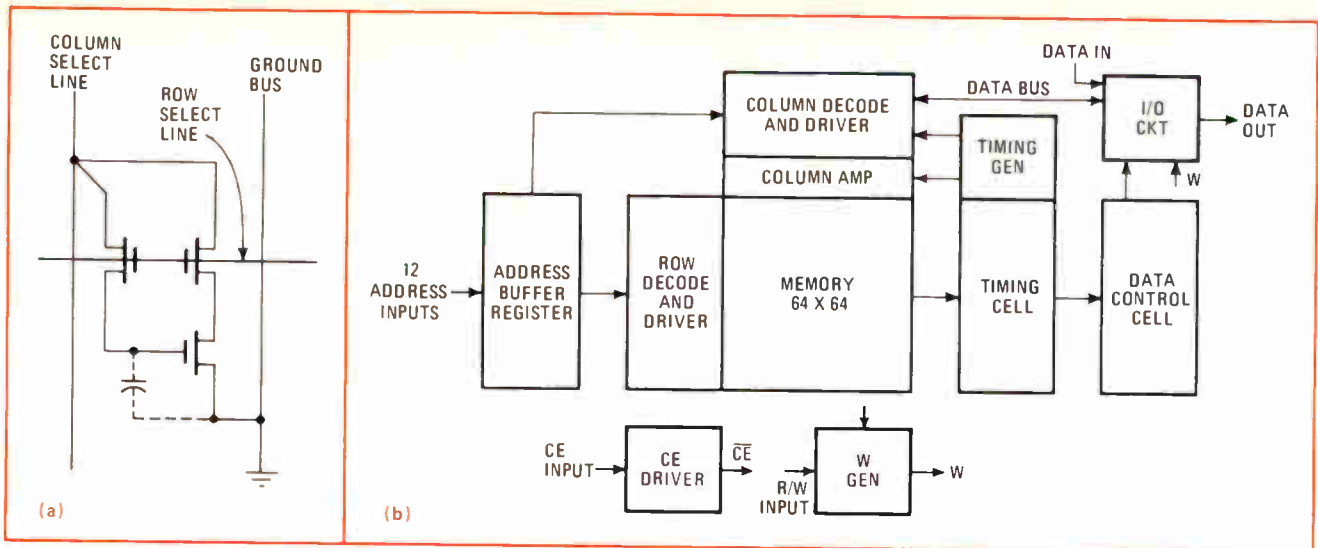 COLUMN
SELECT
LINE
GROUND
BUS
ROW
SELECT
LINE
(a)
DATA IN
COLUMN DECODE
AND DRIVER
DATA BUS
I/O
CKT
DATA
OUT
TIMING
GEN
COLUMN AMP
W
12
ADDRESS
INPUTS
ADDRESS
BUFFER
REGISTER
ROW
DECODE
AND
DRIVER
MEMORY
64 X 64
TIMING
CELL
DATA
CONTROL
CELL
CE
INPUT
CE
DRIVER
C̅E̅
R/W
INPUT
W
GEN
W
(b)